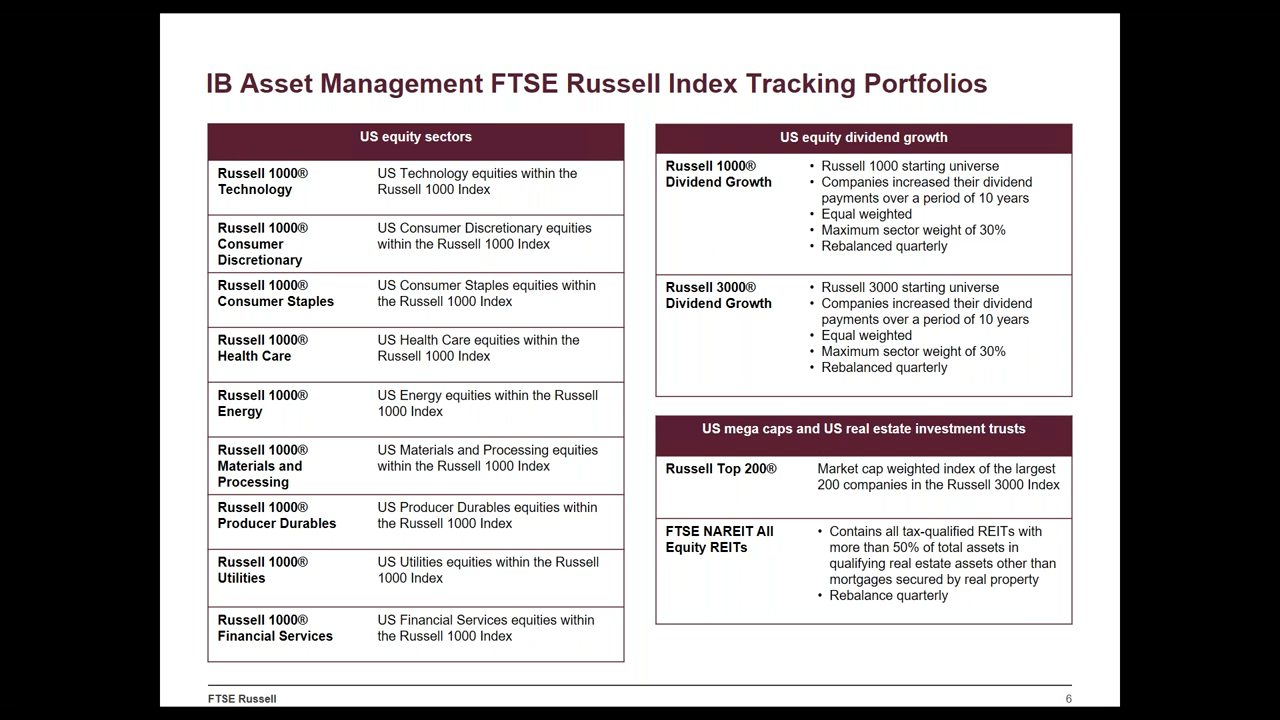 IB Asset Management FTSE Russell Index Tracking Portfolios
US equity sectors
Russell 1000®
Technology
US Technology equities within the
Russell 1000 Index
Russell 1000®
Consumer
Discretionary
US Consumer Discretionary equities
within the Russell 1000 Index
Russell 1000®
Consumer Staples
US Consumer Staples equities within
the Russell 1000 Index
Russell 1000®
Health Care
US Health Care equities within the
Russell 1000 Index
Russell 1000®
Energy
US Energy equities within the Russell
1000 Index
Russell 1000®
Materials and
Processing
US Materials and Processing equities
within the Russell 1000 Index
Russell 1000®
Producer Durables
US Producer Durables equities within
the Russell 1000 Index
Russell 1000®
Utilities
US Utilities equities within the Russell
1000 Index
Russell 1000®
Financial Services
US Financial Services equities within
the Russell 1000 Index
US equity dividend growth
Russell 1000®
Dividend Growth
• Russell 1000 starting universe
• Companies increased their dividend
payments over a period of 10 years
• Equal weighted
• Maximum sector weight of 30%
• Rebalanced quarterly
Russell 3000®
Dividend Growth
• Russell 3000 starting universe
• Companies increased their dividend
payments over a period of 10 years
• Equal weighted
• Maximum sector weight of 30%
• Rebalanced quarterly
US mega caps and US real estate investment trusts
Russell Top 200®
Market cap weighted index of the largest
200 companies in the Russell 3000 Index
FTSE NAREIT All
Equity REITs
• Contains all tax-qualified REITs with
more than 50% of total assets in
qualifying real estate assets other than
mortgages secured by real property
• Rebalance quarterly
FTSE Russell
6